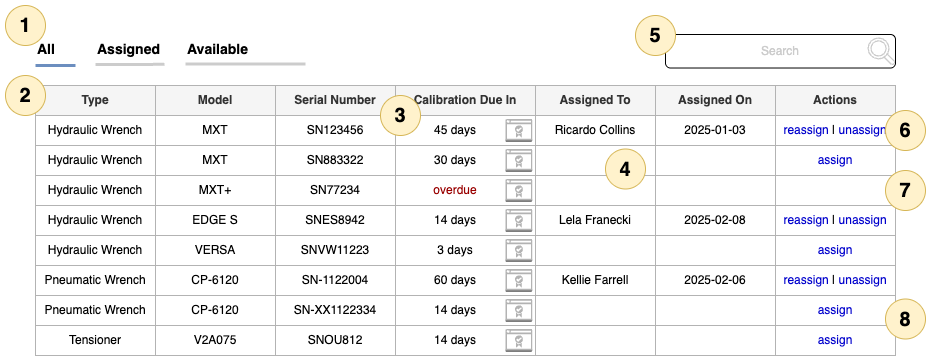 1
All Assigned Available
5 Search
2 Type Model Serial Number Calibration Due In Assigned To Assigned On Actions
3
Hydraulic Wrench MXT SN123456 45 days Ricardo Collins 2025-01-03 reassign | unassign 6
Hydraulic Wrench MXT SN883322 30 days 4 assign
Hydraulic Wrench MXT+ SN77234 overdue 7
Hydraulic Wrench EDGE S SNES8942 14 days Lela Franecki 2025-02-08 reassign | unassign
Hydraulic Wrench VERSA SNVW11223 3 days assign
Pneumatic Wrench CP-6120 SN-1122004 60 days Kellie Farrell 2025-02-06 reassign | unassign
Pneumatic Wrench CP-6120 SN-XX1122334 14 days assign 8
Tensioner V2A075 SNOU812 14 days assign